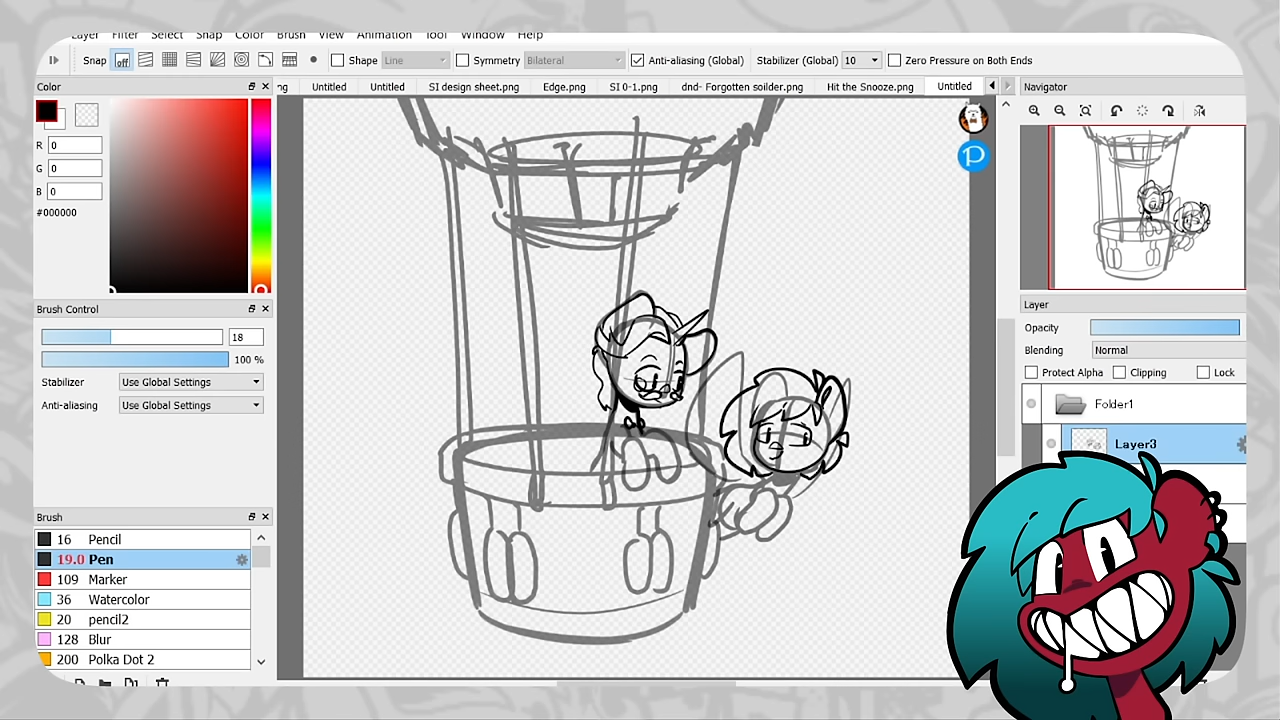 Layer Filter Select Snap Color Brush View Animation Tool Window Help
Snap off Shape Line Symmetry Bilateral Anti-aliasing (Global) Stabilizer (Global) 10 Zero Pressure on Both Ends
Color
ng Untitled Untitled SI design sheet.png Edge.png SI 0-1.png dnd- Forgotten soilder.png Hit the Snooze.png Untitled
Navigator
R 0
G 0
B 0
#000000
P
Brush Control
18
100 %
Stabilizer Use Global Settings
Anti-aliasing Use Global Settings
Layer
Opacity
Blending Normal
Protect Alpha Clipping Lock
Folder1
Layer3
Brush
16 Pencil
19.0 Pen
109 Marker
36 Watercolor
20 pencil2
128 Blur
200 Polka Dot 2